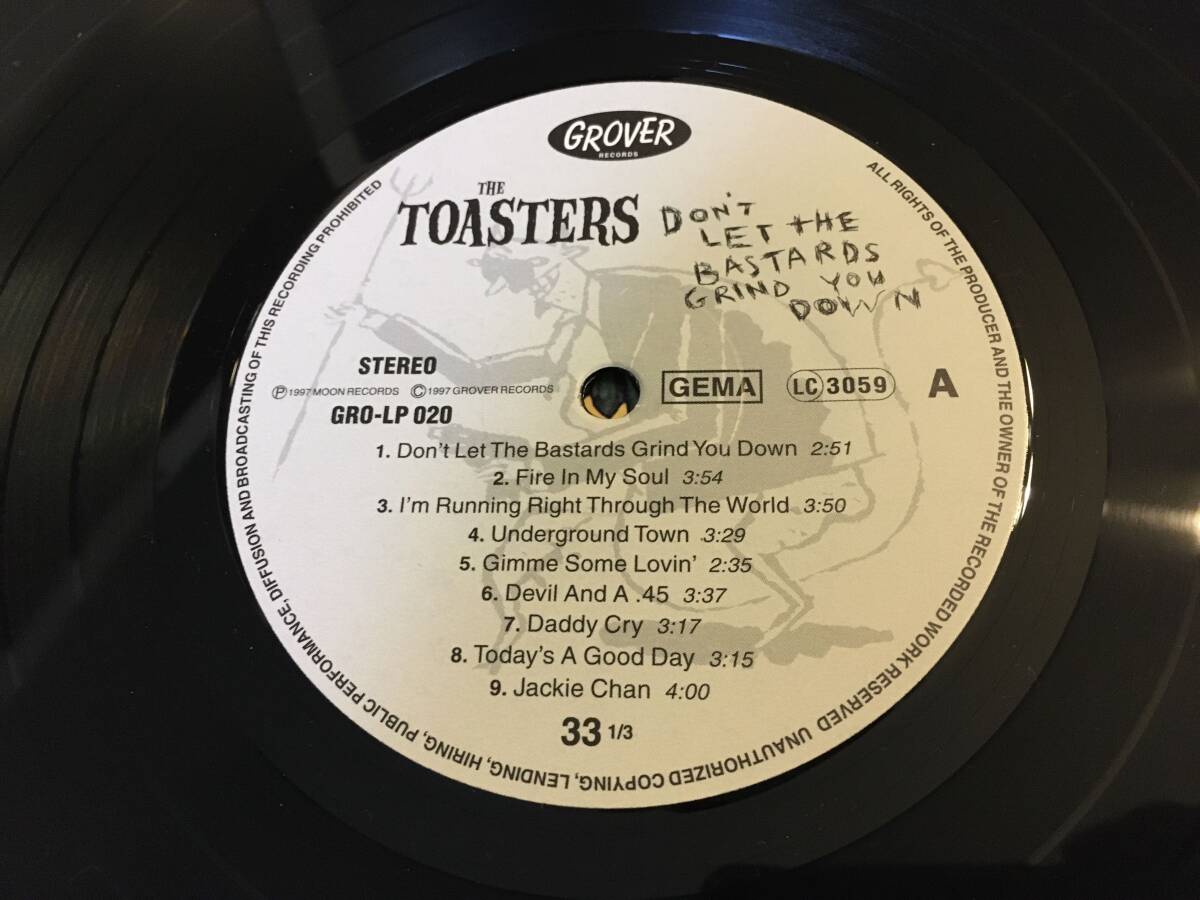 GROVER
RECORDS
THE
TOASTERS
DON'T
LET THE
BASTARDS
GRIND YOU
DOWN
STEREO
Ⓟ1997 MOON RECORDS ©1997 GROVER RECORDS
GRO-LP 020
GEMA
LC 3059
A
1. Don't Let The Bastards Grind You Down 2:51
2. Fire In My Soul 3:54
3. I'm Running Right Through The World 3:50
4. Underground Town 3:29
5. Gimme Some Lovin' 2:35
6. Devil And A .45 3:37
7. Daddy Cry 3:17
8. Today's A Good Day 3:15
9. Jackie Chan 4:00
33 1/3
ALL RIGHTS OF THE PRODUCER AND THE OWNER OF THE RECORDED WORK RESERVED UNAUTHORIZED COPYING, LENDING, HIRING, PUBLIC PERFORMANCE, DIFFUSION AND BROADCASTING OF THIS RECORDING PROHIBITED